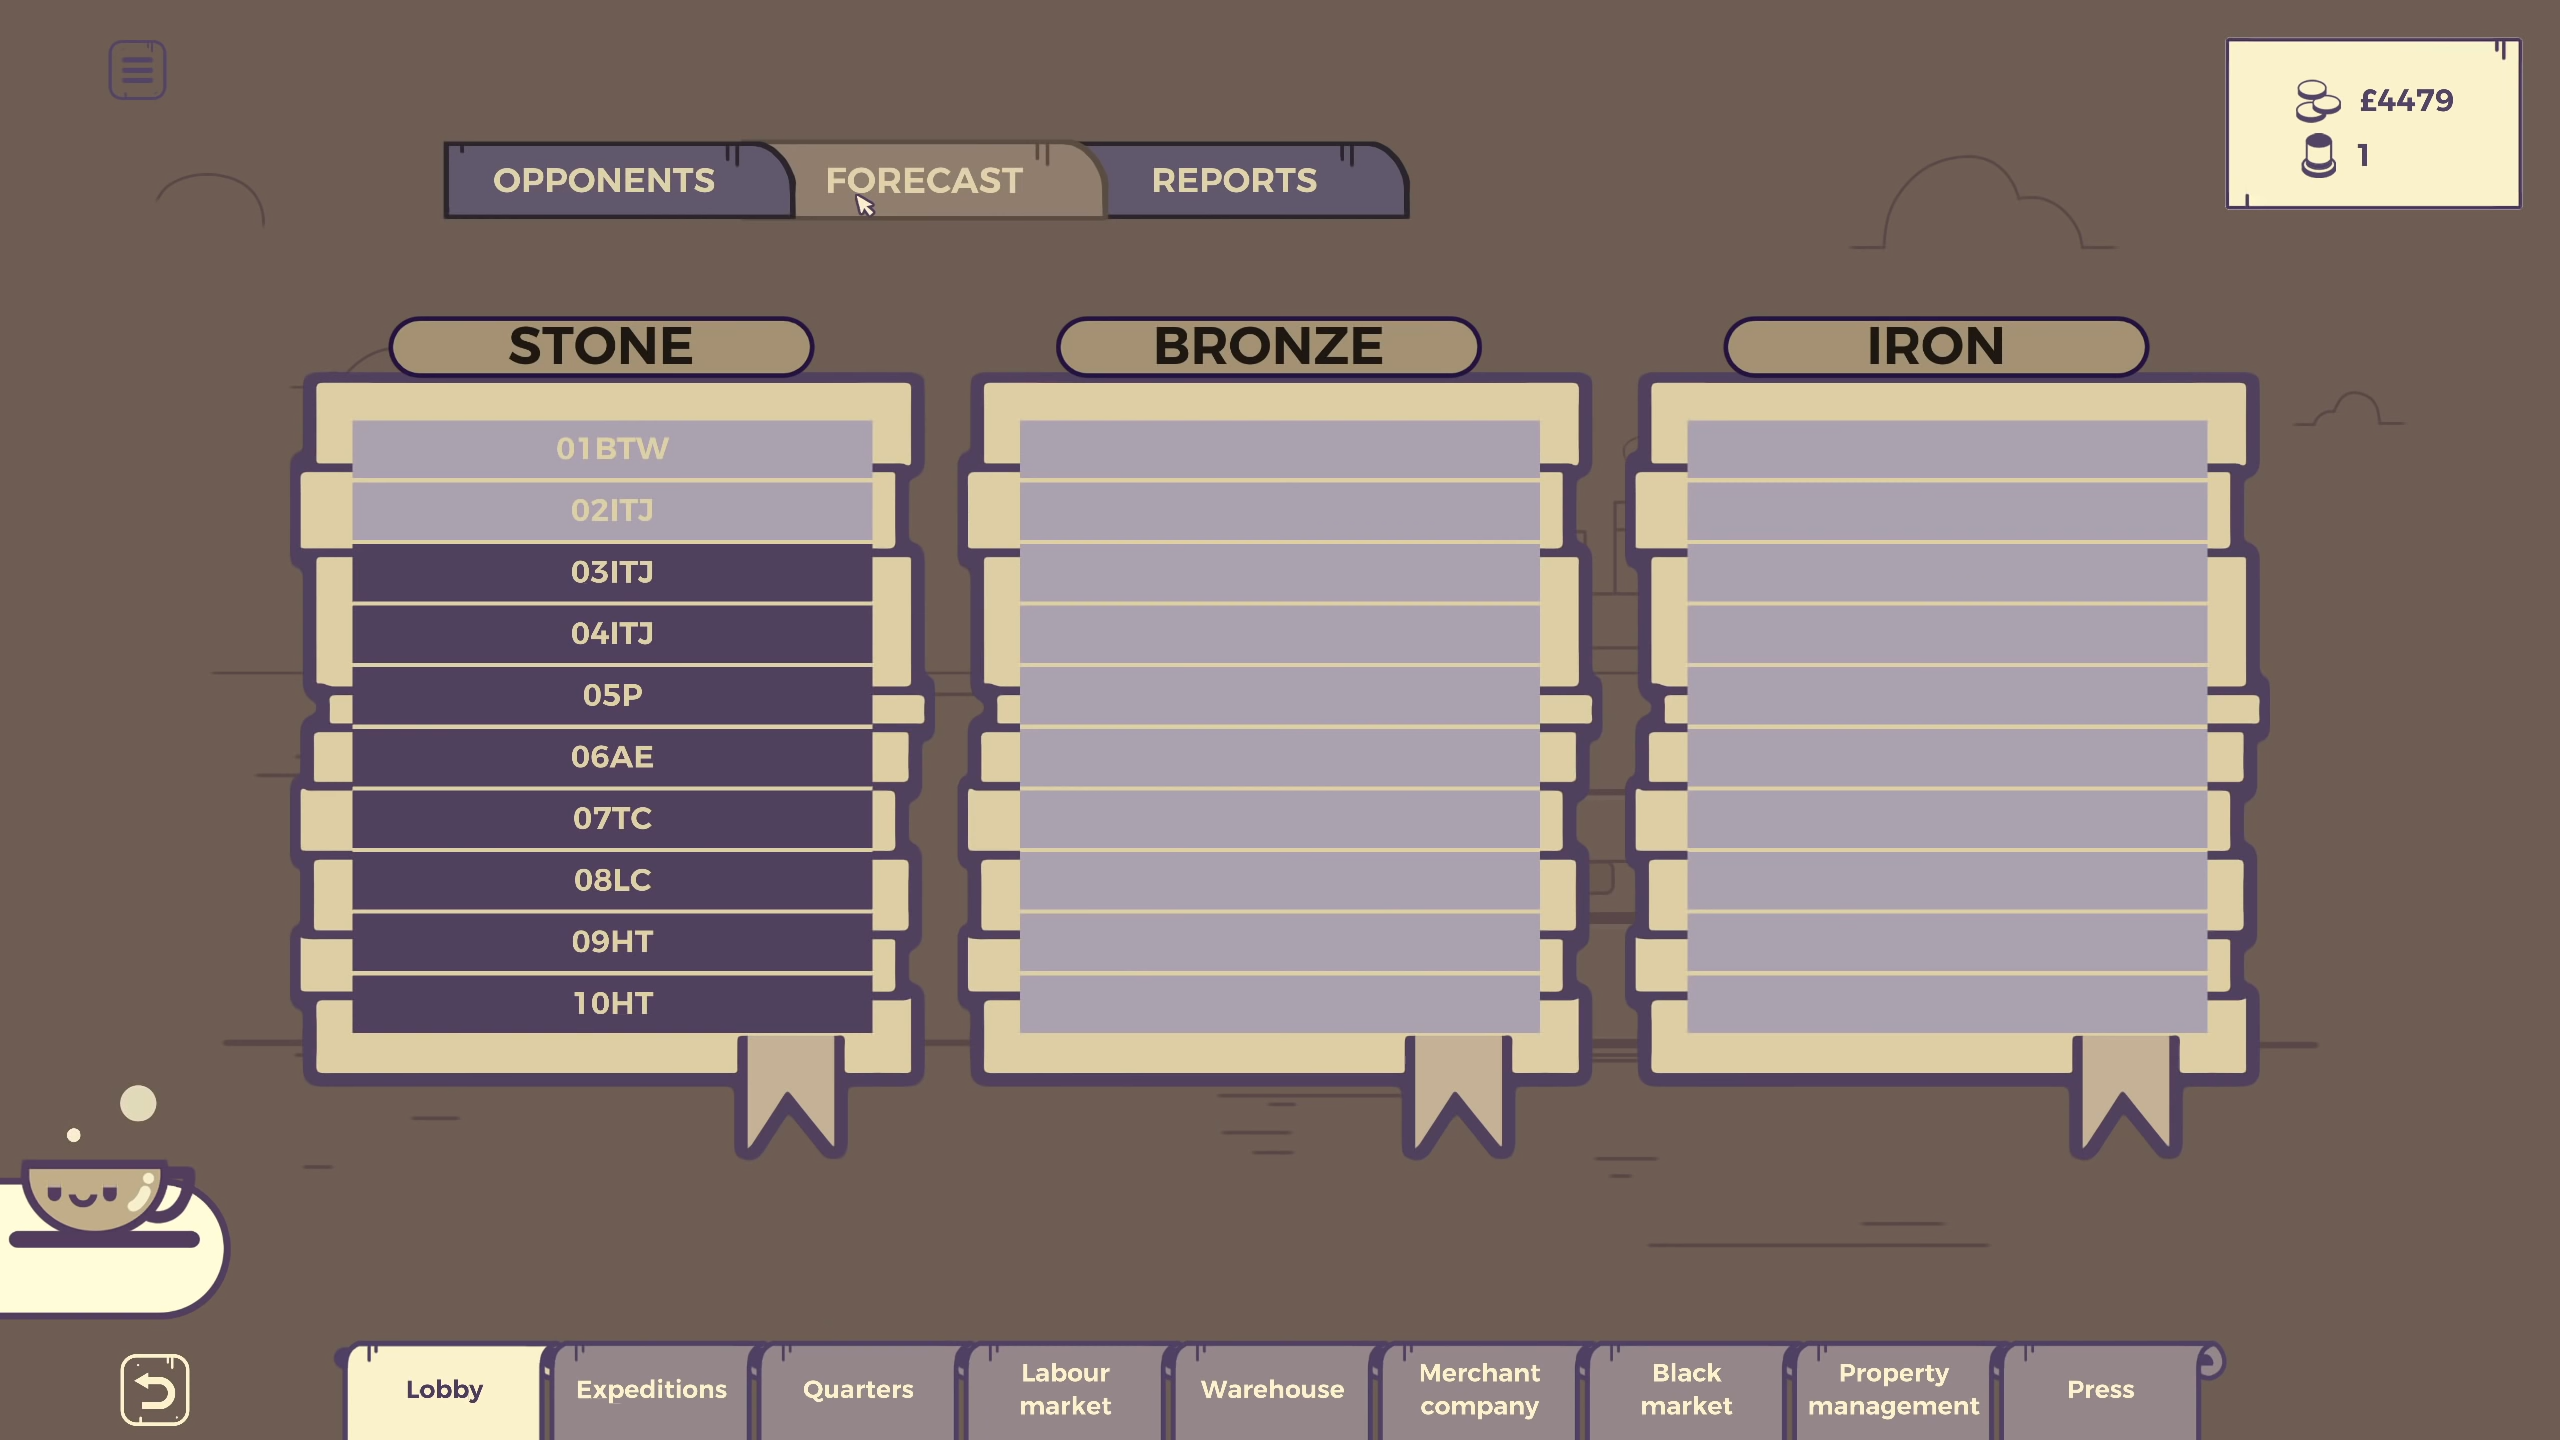 £4479
1
OPPONENTS
FORECAST
REPORTS
STONE
BRONZE
IRON
01BTW
02ITJ
03ITJ
04ITJ
05P
06AE
07TC
08LC
09HT
10HT
Lobby
Expeditions
Quarters
Labour
market
Warehouse
Merchant
company
Black
market
Property
management
Press